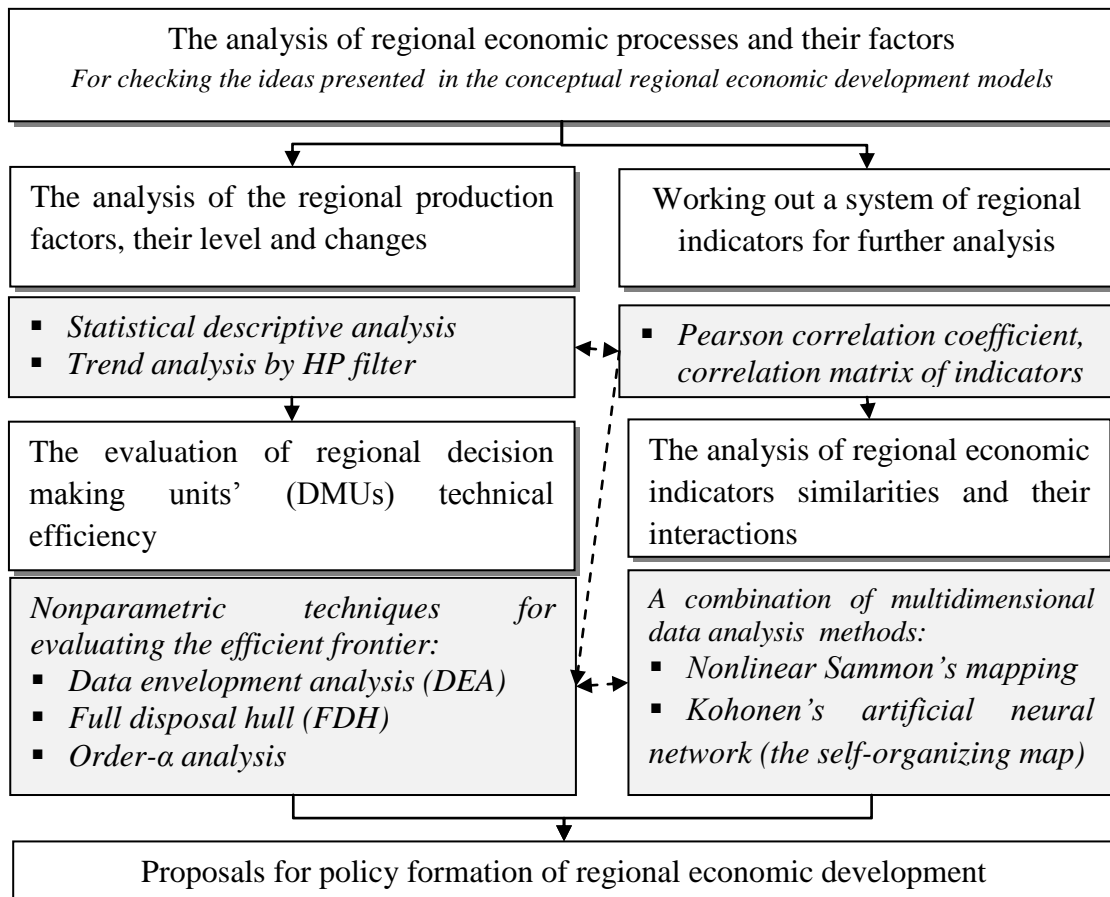 The analysis of regional economic processes and their factors
For checking the ideas presented in the conceptual regional economic development models
The analysis of the regional production
factors, their level and changes
▪ Statistical descriptive analysis
▪ Trend analysis by HP filter
The evaluation of regional decision
making units’ (DMUs) technical
efficiency
Nonparametric techniques for
evaluating the efficient frontier:
▪ Data envelopment analysis (DEA)
▪ Full disposal hull (FDH)
▪ Order-α analysis
Working out a system of regional
indicators for further analysis
▪ Pearson correlation coefficient,
correlation matrix of indicators
The analysis of regional economic
indicators similarities and their
interactions
A combination of multidimensional
data analysis methods:
▪ Nonlinear Sammon’s mapping
▪ Kohonen’s artificial neural
network (the self-organizing map)
Proposals for policy formation of regional economic development